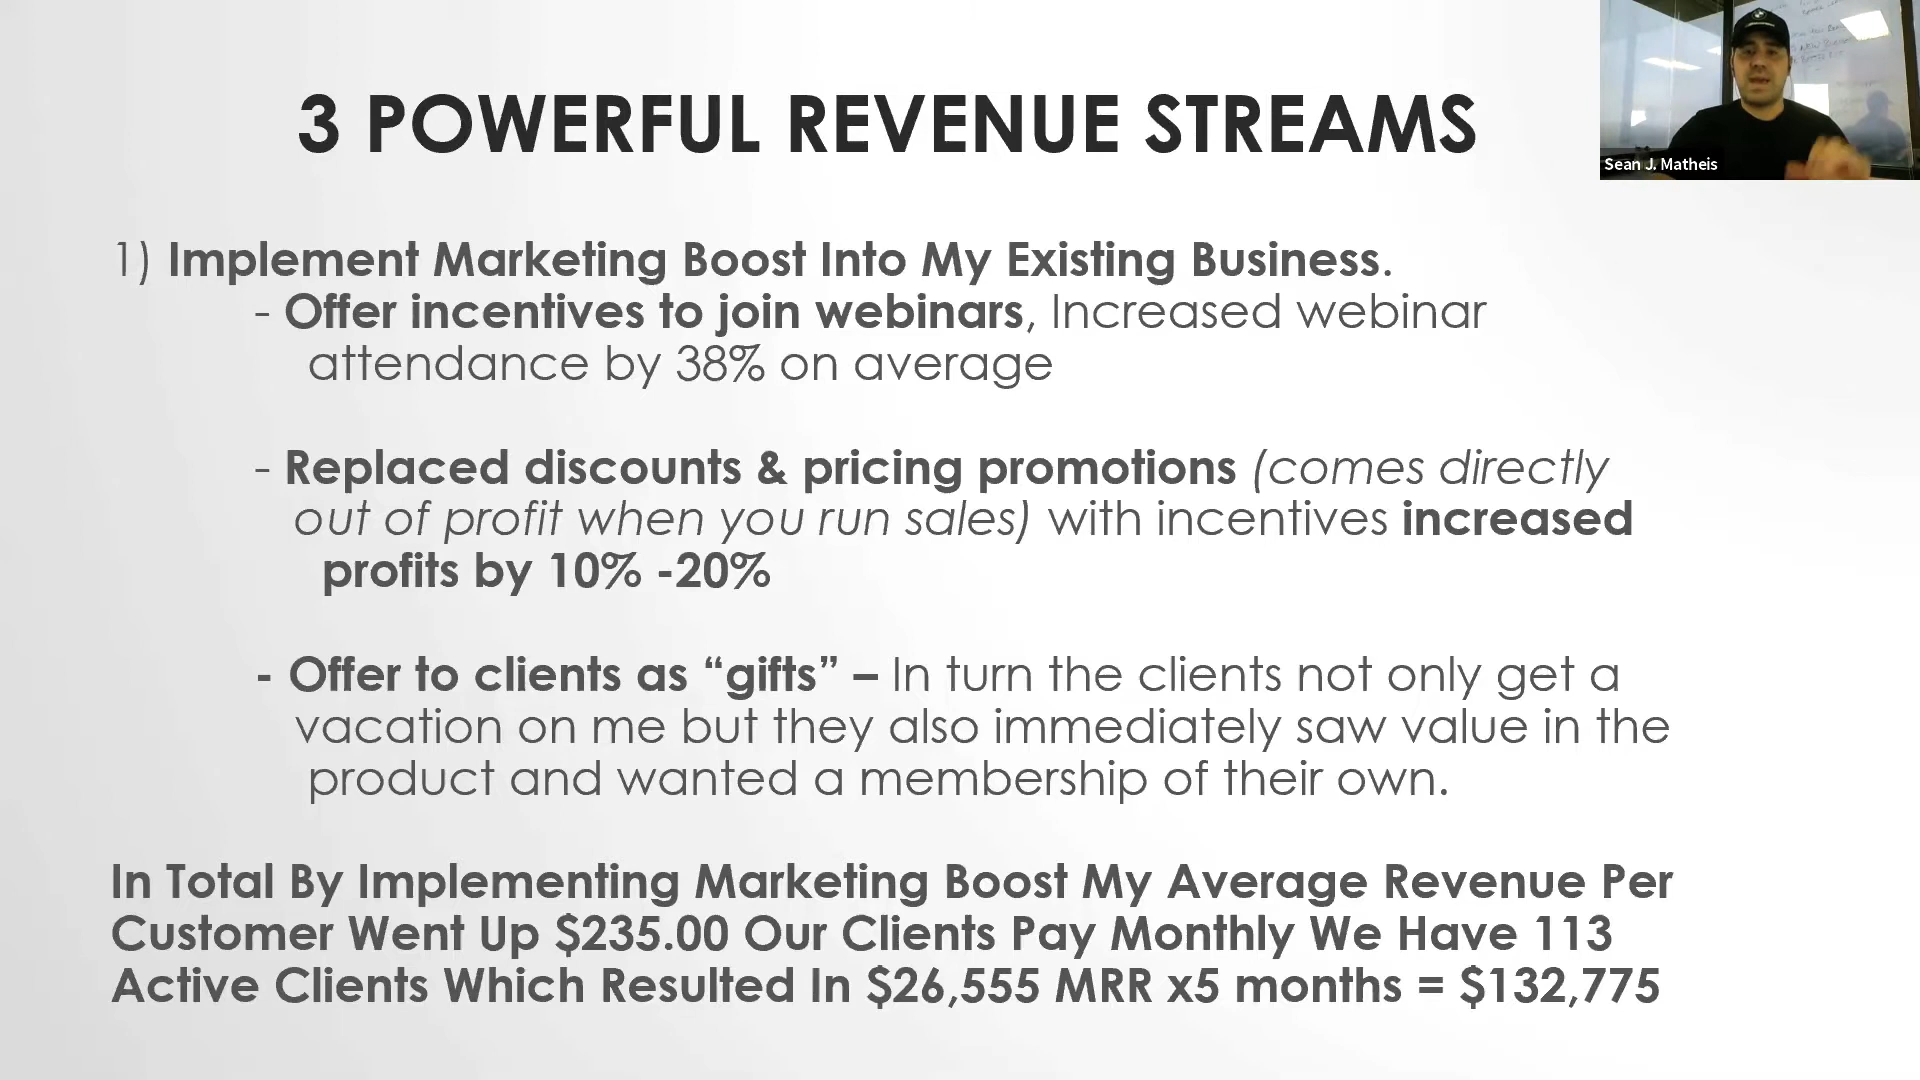 3 POWERFUL REVENUE STREAMS
Sean J. Matheis
1) Implement Marketing Boost Into My Existing Business.
- Offer incentives to join webinars, Increased webinar
attendance by 38% on average
- Replaced discounts & pricing promotions (comes directly
out of profit when you run sales) with incentives increased
profits by 10% -20%
- Offer to clients as “gifts” – In turn the clients not only get a
vacation on me but they also immediately saw value in the
product and wanted a membership of their own.
In Total By Implementing Marketing Boost My Average Revenue Per
Customer Went Up $235.00 Our Clients Pay Monthly We Have 113
Active Clients Which Resulted In $26,555 MRR x5 months = $132,775